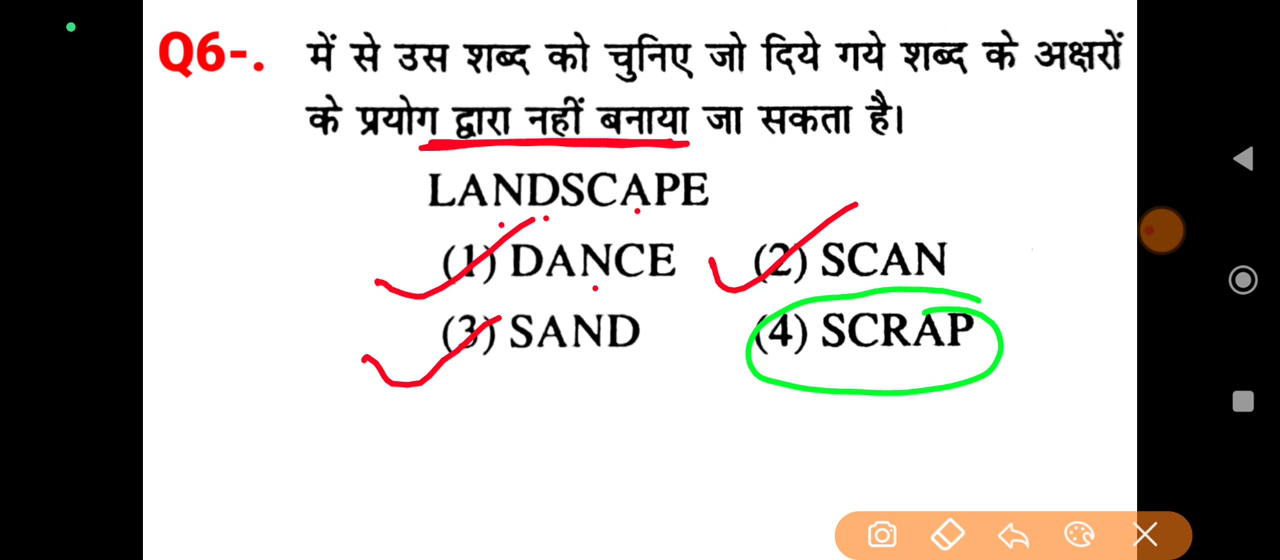 Q6-. में से उस शब्द को चुनिए जो दिये गये शब्द के अक्षरों
के प्रयोग द्वारा नहीं बनाया जा सकता है।
LANDSCAPE
(1) DANCE (2) SCAN
(3) SAND (4) SCRAP